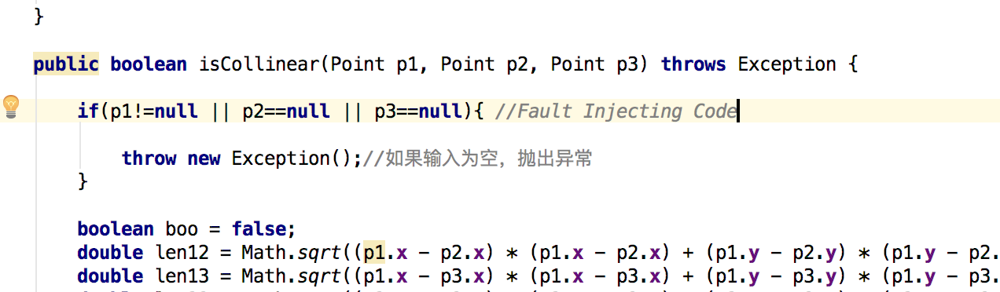 }
public boolean isCollinear(Point p1, Point p2, Point p3) throws Exception {
if(p1!=null || p2==null || p3==null){ //Fault Injecting Code
throw new Exception();//如果输入为空，抛出异常
}
boolean boo = false;
double len12 = Math.sqrt((p1.x - p2.x) * (p1.x - p2.x) + (p1.y - p2.y) * (p1.y - p2.
double len13 = Math.sqrt((p1.x - p3.x) * (p1.x - p3.x) + (p1.y - p3.y) * (p1.y - p3.